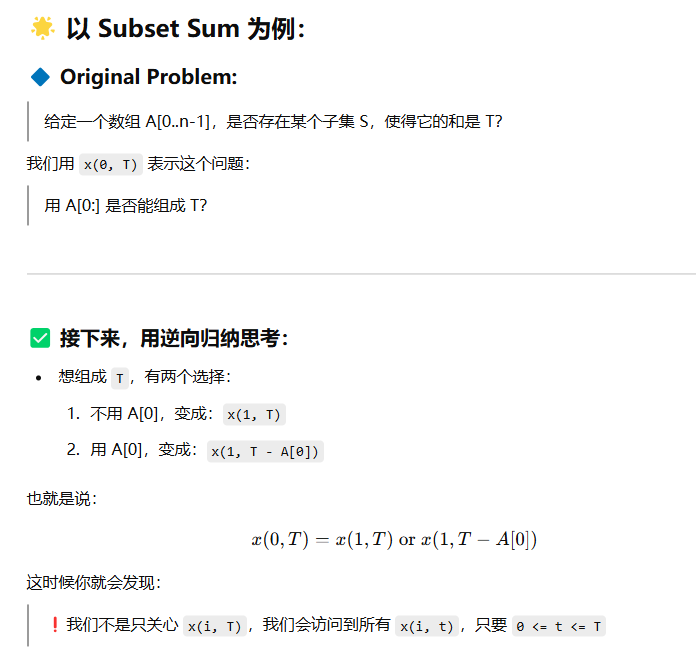 🌟 以 Subset Sum 为例：
🔷 Original Problem:
给定一个数组 A[0..n-1]，是否存在某个子集 S，使得它的和是 T？
我们用 x(0, T) 表示这个问题：
用 A[0:] 是否能组成 T？
✅ 接下来，用逆向归纳思考：
• 想组成 T，有两个选择：
1. 不用 A[0]，变成：x(1, T)
2. 用 A[0]，变成：x(1, T - A[0])
也就是说：
x(0, T) = x(1, T) or x(1, T − A[0])
这时候你就会发现：
❗我们不是只关心 x(i, T)，我们会访问到所有 x(i, t)，只要 0 <= t <= T